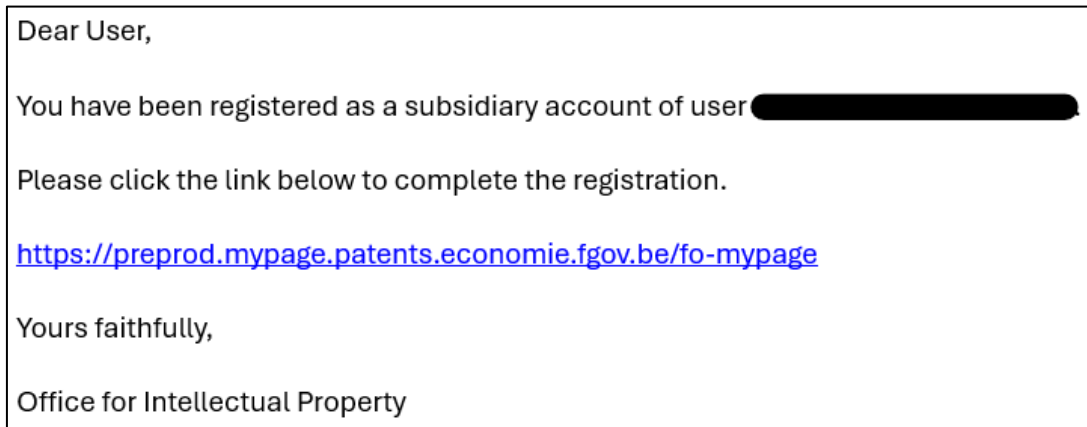 Dear User,
You have been registered as a subsidiary account of user
Please click the link below to complete the registration.
https://preprod.mypage.patents.economie.fgov.be/fo-mypage
Yours faithfully,
Office for Intellectual Property